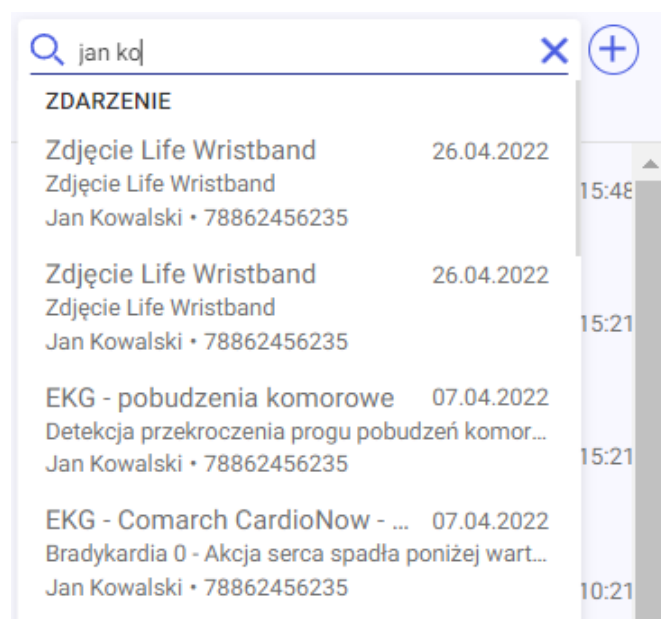 jan ko
ZDARZENIE
Zdjęcie Life Wristband 26.04.2022
Zdjęcie Life Wristband
Jan Kowalski • 78862456235
15:48
Zdjęcie Life Wristband 26.04.2022
Zdjęcie Life Wristband
Jan Kowalski • 78862456235
15:21
EKG - pobudzenia komorowe 07.04.2022
Detekcja przekroczenia progu pobudzeń komor...
Jan Kowalski • 78862456235
15:21
EKG - Comarch CardioNow - ... 07.04.2022
Bradykardia 0 - Akcja serca spadła poniżej wart...
Jan Kowalski • 78862456235
10:21